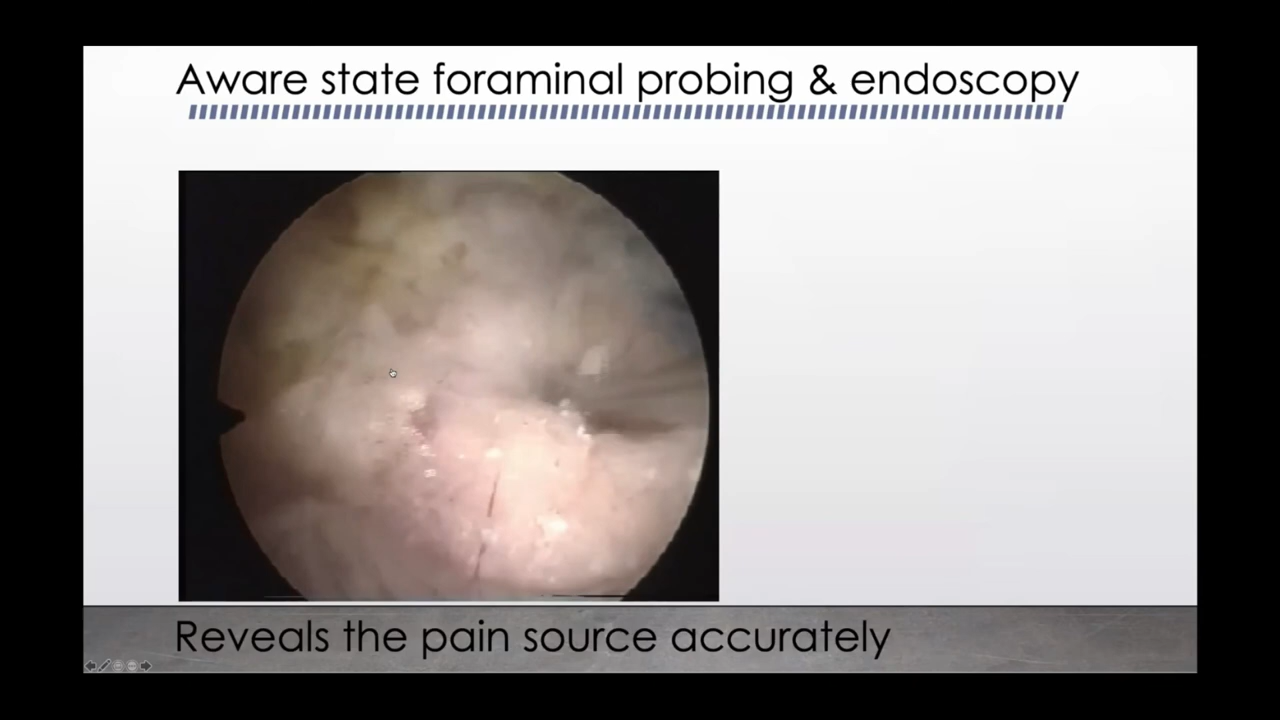 Aware state foraminal probing & endoscopy
Reveals the pain source accurately